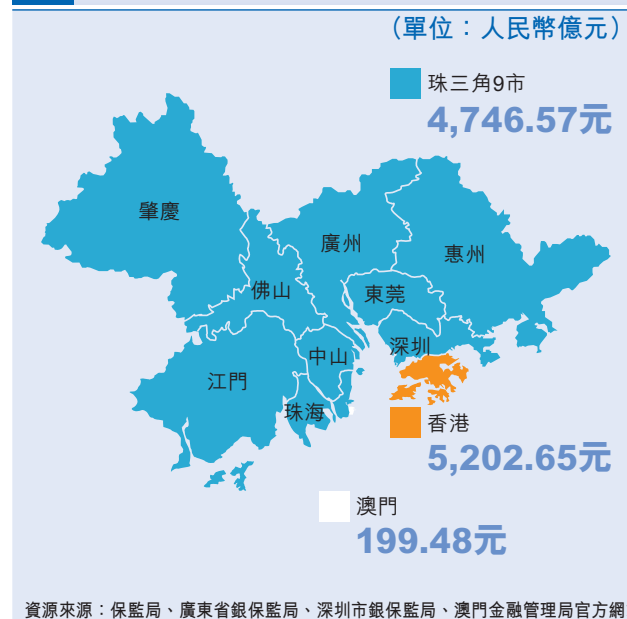 （單位：人民幣億元）
珠三角9市
4,746.57元
肇慶
廣州
惠州
佛山
東莞
深圳
中山
江門
珠海
香港
5,202.65元
澳門
199.48元
資源來源：保監局、廣東省銀保監局、深圳市銀保監局、澳門金融管理局官方網